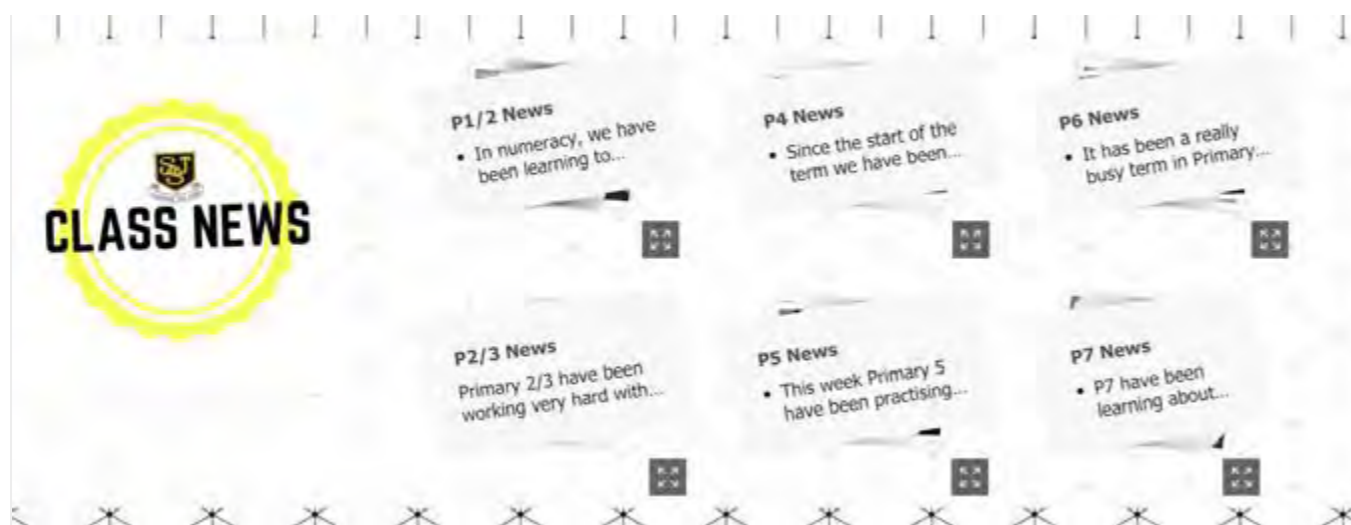 CLASS NEWS
P1/2 News
• In numeracy, we have
been learning to...
P2/3 News
Primary 2/3 have been
working very hard with...
P4 News
• Since the start of the
term we have been...
P5 News
• This week Primary 5
have been practising...
P6 News
• It has been a really
busy term in Primary...
P7 News
• P7 have been
learning about...